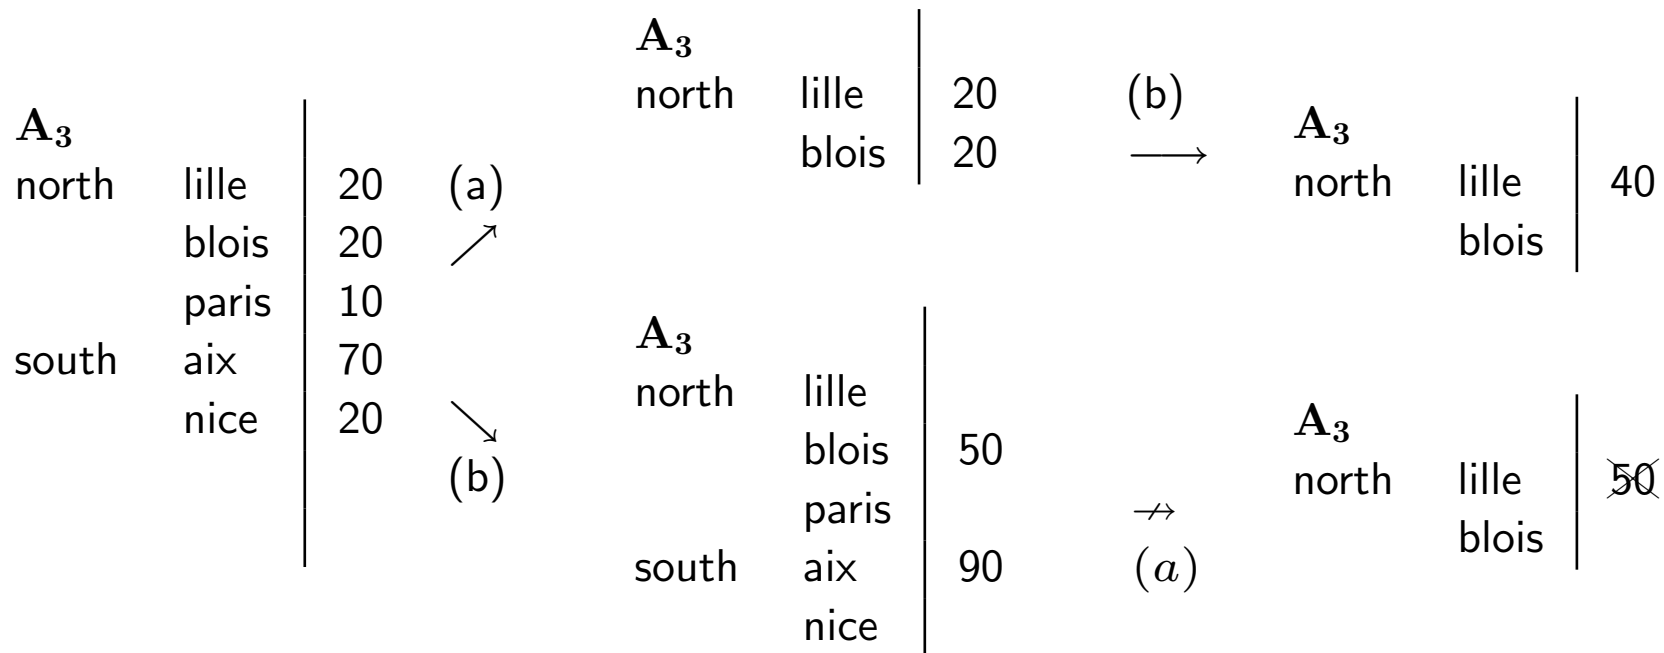 A₃
north lille 20 (a)
blois 20 ↗
paris 10
south aix 70
nice 20 ↘
(b)
A₃
north lille 20 (b)
blois 20 ⟶
A₃
north lille 40
blois
A₃
north lille
blois 50
paris ↛
south aix 90 (a)
nice
A₃
north lille 50
blois